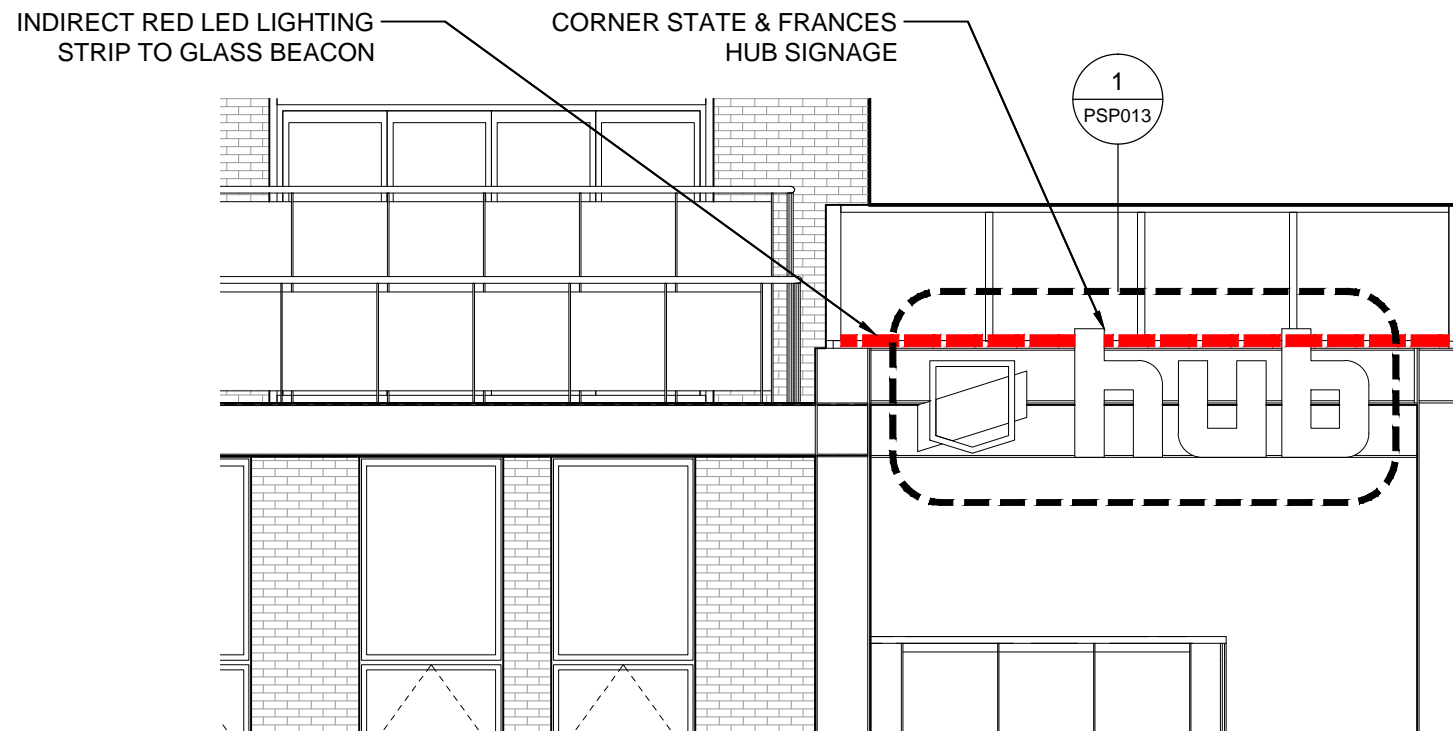 INDIRECT RED LED LIGHTING
STRIP TO GLASS BEACON
CORNER STATE & FRANCES
HUB SIGNAGE
1
PSP013
hub